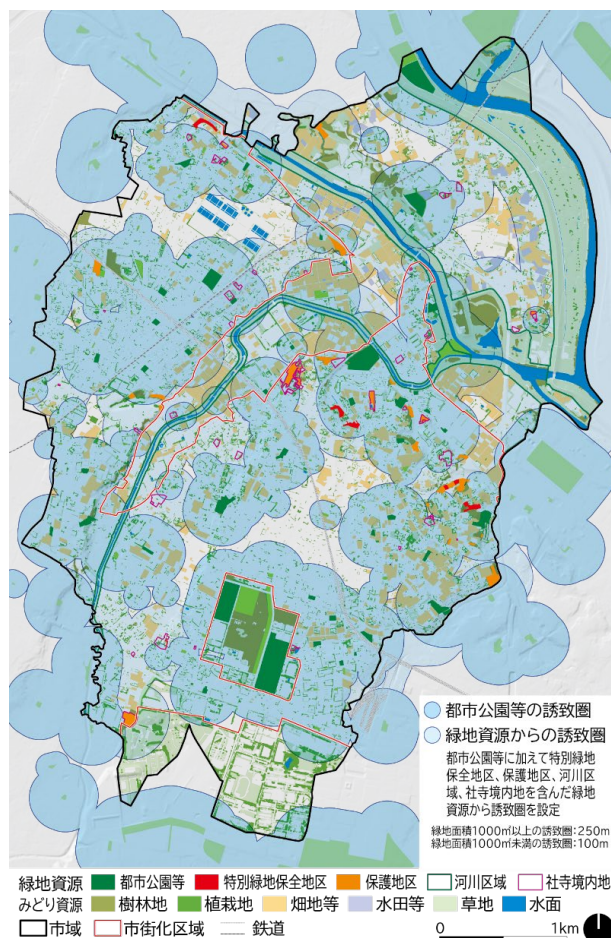 都市公園等の誘致圏
緑地資源からの誘致圏
都市公園等に加えて特別緑地
保全地区、保護地区、河川区
域、社寺境内地を含んだ緑地
資源から誘致圏を設定
緑地面積1000㎡以上の誘致圏:250m
緑地面積1000㎡未満の誘致圏:100m
緑地資源 都市公園等 特別緑地保全地区 保護地区 河川区域 社寺境内地
みどり資源 樹林地 植栽地 畑地等 水田等 草地 水面
市域 市街化区域 鉄道
0 1km